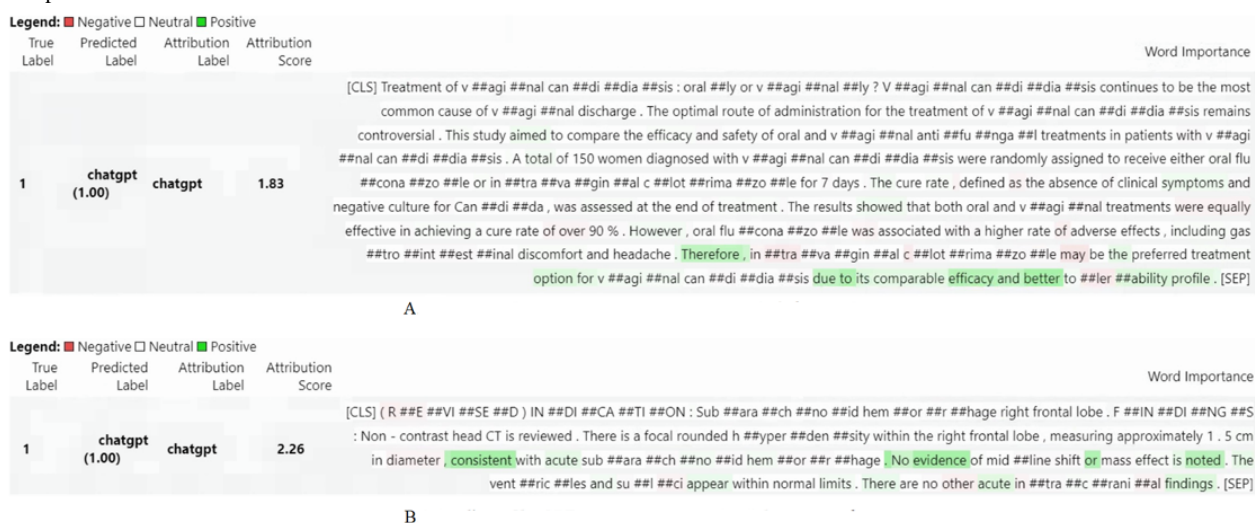 Legend: Negative Neutral Positive
True Label Predicted Label Attribution Label Attribution Score Word Importance
[CLS] Treatment of v ##agi ##nal can ##di ##dia ##sis : oral ##ly or v ##agi ##nal ##ly ? V ##agi ##nal can ##di ##dia ##sis continues to be the most
common cause of v ##agi ##nal discharge . The optimal route of administration for the treatment of v ##agi ##nal can ##di ##dia ##sis remains
controversial . This study aimed to compare the efficacy and safety of oral and v ##agi ##nal anti ##fu ##nga ##l treatments in patients with v ##agi
##nal can ##di ##dia ##sis . A total of 150 women diagnosed with v ##agi ##nal can ##di ##dia ##sis were randomly assigned to receive either oral flu
1 chatgpt (1.00) chatgpt 1.83 ##cona ##zo ##le or in ##tra ##va ##gin ##al c ##lot ##rima ##zo ##le for 7 days . The cure rate , defined as the absence of clinical symptoms and
negative culture for Can ##di ##da , was assessed at the end of treatment . The results showed that both oral and v ##agi ##nal treatments were equally
effective in achieving a cure rate of over 90 % . However , oral flu ##cona ##zo ##le was associated with a higher rate of adverse effects , including gas
##tro ##int ##est ##inal discomfort and headache . Therefore , in ##tra ##va ##gin ##al c ##lot ##rima ##zo ##le may be the preferred treatment
option for v ##agi ##nal can ##di ##dia ##sis due to its comparable efficacy and better to ##ler ##ability profile . [SEP]
A
Legend: Negative Neutral Positive
True Label Predicted Label Attribution Label Attribution Score Word Importance
[CLS] ( R ##E ##VI ##SE ##D ) IN ##DI ##CA ##TI ##ON : Sub ##ara ##ch ##no ##id hem ##or ##r ##hage right frontal lobe . F ##IN ##DI ##NG ##S
: Non - contrast head CT is reviewed . There is a focal rounded h ##yper ##den ##sity within the right frontal lobe , measuring approximately 1 . 5 cm
1 chatgpt (1.00) chatgpt 2.26 in diameter , consistent with acute sub ##ara ##ch ##no ##id hem ##or ##r ##hage . No evidence of mid ##line shift or mass effect is noted . The
vent ##ric ##les and su ##l ##ci appear within normal limits . There are no other acute in ##tra ##c ##rani ##al findings . [SEP]
B